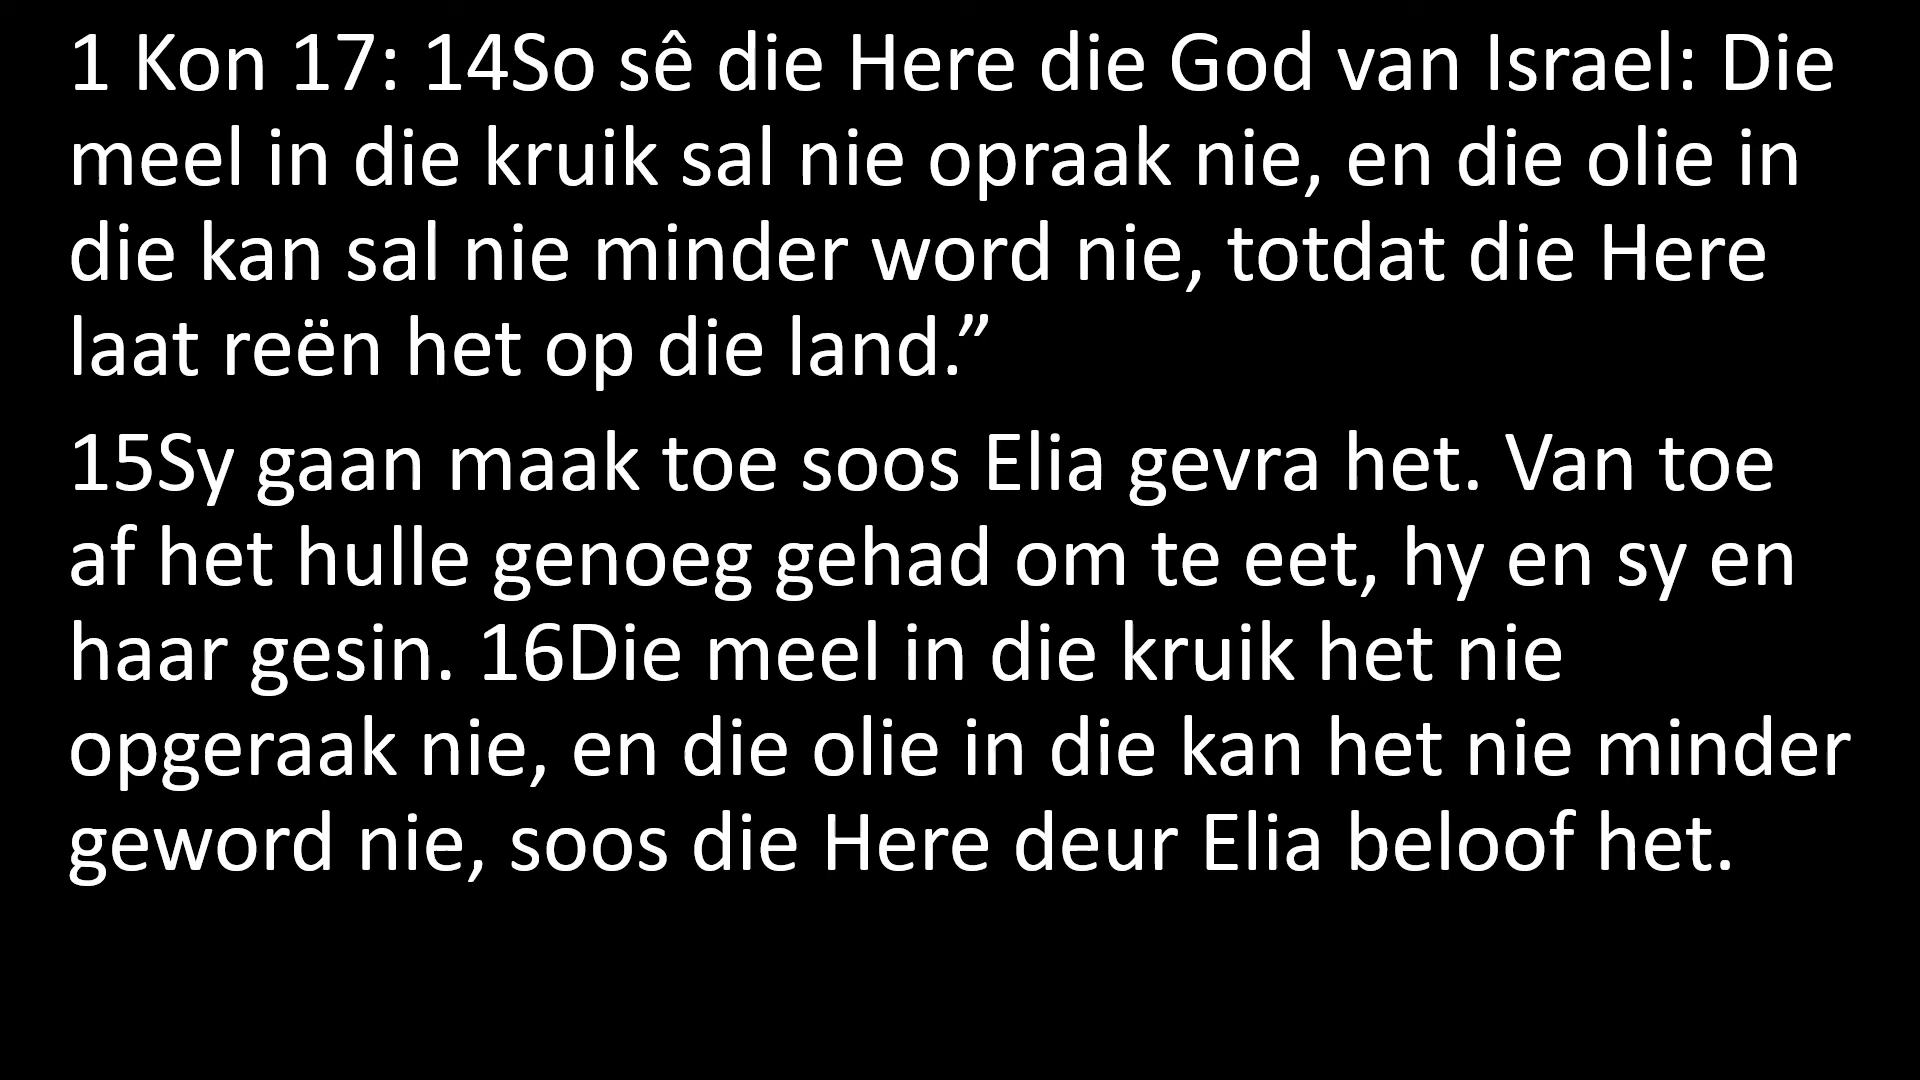 1 Kon 17: 14So sê die Here die God van Israel: Die
meel in die kruik sal nie opraak nie, en die olie in
die kan sal nie minder word nie, totdat die Here
laat reën het op die land.”
15Sy gaan maak toe soos Elia gevra het. Van toe
af het hulle genoeg gehad om te eet, hy en sy en
haar gesin. 16Die meel in die kruik het nie
opgeraak nie, en die olie in die kan het nie minder
geword nie, soos die Here deur Elia beloof het.